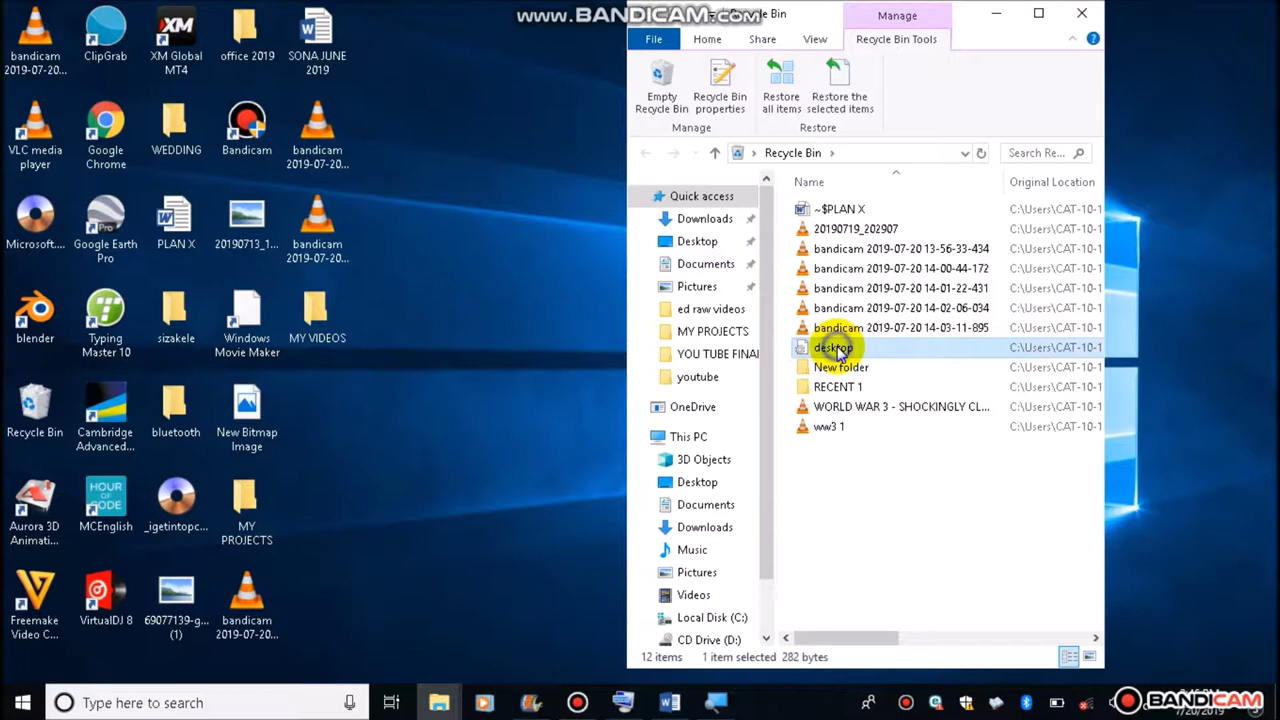 www.BANDICAM.com
Bin
Manage
File
Home
Share
View
Recycle Bin Tools
Empty
Recycle Bin
Recycle Bin
properties
Restore
all items
Restore the
selected items
Manage
Restore
Recycle Bin
Search Re...
Name
Original Location
Quick access
Downloads
Desktop
Documents
Pictures
ed raw videos
MY PROJECTS
YOU TUBE FINA
youtube
OneDrive
This PC
3D Objects
Desktop
Documents
Downloads
Music
Pictures
Videos
Local Disk (C:)
CD Drive (D:)
~$PLAN X C:\Users\CAT-10-1
20190719_202907 C:\Users\CAT-10-1
bandicam 2019-07-20 13-56-33-434 C:\Users\CAT-10-1
bandicam 2019-07-20 14-00-44-172 C:\Users\CAT-10-1
bandicam 2019-07-20 14-01-22-431 C:\Users\CAT-10-1
bandicam 2019-07-20 14-02-06-034 C:\Users\CAT-10-1
bandicam 2019-07-20 14-03-11-895 C:\Users\CAT-10-1
desktop C:\Users\CAT-10-1
New folder C:\Users\CAT-10-1
RECENT 1 C:\Users\CAT-10-1
WORLD WAR 3 - SHOCKINGLY CL... C:\Users\CAT-10-1
ww3 1 C:\Users\CAT-10-1
12 items 1 item selected 282 bytes
bandicam
2019-07-20...
ClipGrab
XM
XM Global
MT4
office 2019
SONA JUNE
2019
VLC media
player
Google
Chrome
WEDDING
Bandicam
bandicam
2019-07-20...
Microsoft...
Google Earth
Pro
PLAN X
20190713_1...
bandicam
2019-07-20...
blender
Typing
Master 10
sizakele
Windows
Movie Maker
MY VIDEOS
Recycle Bin
Cambridge
Advanced...
bluetooth
New Bitmap
Image
Aurora 3D
Animati...
HOUR OF CODE
MCEnglish
_igetintopc...
MY
PROJECTS
Freemake
Video C...
VirtualDJ 8
69077139-g...
(1)
bandicam
2019-07-20...
Type here to search
BANDICAM
7/20/2019